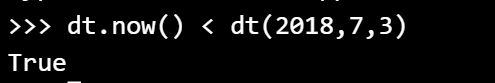 >>> dt.now() < dt(2018,7,3)
True